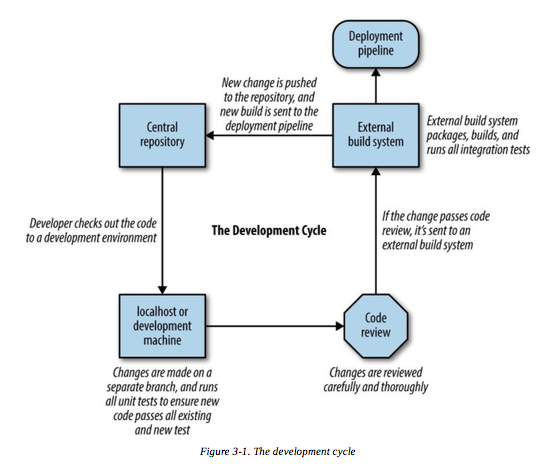 Deployment
pipeline
New change is pushed
to the repository, and
new build is sent to the
deployment pipeline
Central
repository
External
build system
External build system
packages, builds, and
runs all integration tests
Developer checks out the code
to a development environment
The Development Cycle
If the change passes code
review, it's sent to an
external build system
localhost or
development
machine
Code
review
Changes are made on a
separate branch, and runs
all unit tests to ensure new
code passes all existing
and new test
Changes are reviewed
carefully and thoroughly
Figure 3-1. The development cycle